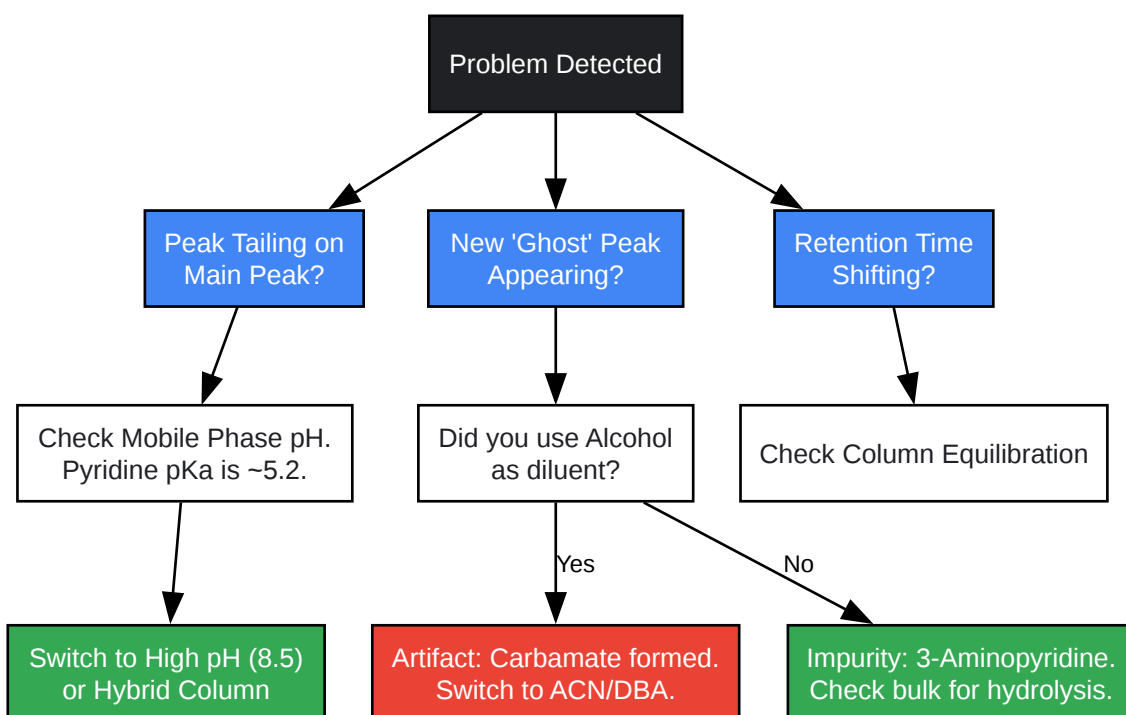 Problem Detected
Peak Tailing on
Main Peak?
New 'Ghost' Peak
Appearing?
Retention Time
Shifting?
Check Mobile Phase pH.
Pyridine pKa is ~5.2.
Did you use Alcohol
as diluent?
Check Column Equilibration
Yes
No
Switch to High pH (8.5)
or Hybrid Column
Artifact: Carbamate formed.
Switch to ACN/DBA.
Impurity: 3-Aminopyridine.
Check bulk for hydrolysis.